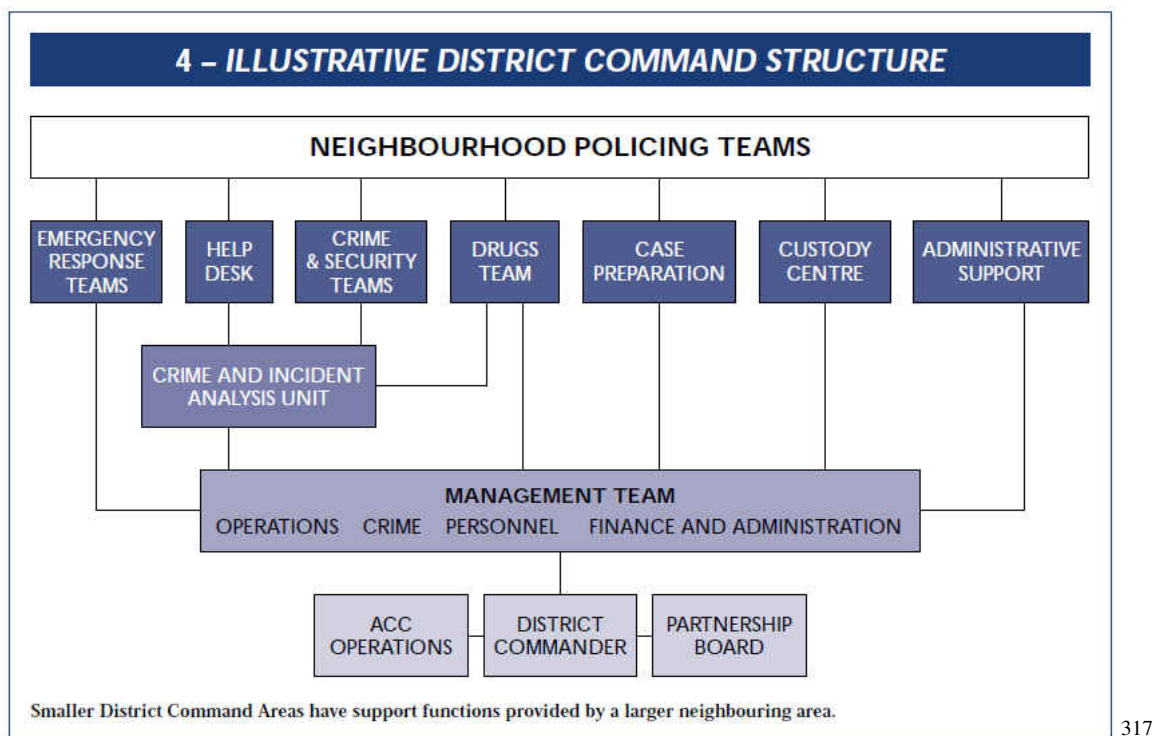 4 – ILLUSTRATIVE DISTRICT COMMAND STRUCTURE
NEIGHBOURHOOD POLICING TEAMS
EMERGENCY
RESPONSE
TEAMS
HELP
DESK
CRIME
& SECURITY
TEAMS
DRUGS
TEAM
CASE
PREPARATION
CUSTODY
CENTRE
ADMINISTRATIVE
SUPPORT
CRIME AND INCIDENT
ANALYSIS UNIT
MANAGEMENT TEAM
OPERATIONS CRIME PERSONNEL FINANCE AND ADMINISTRATION
ACC
OPERATIONS
DISTRICT
COMMANDER
PARTNERSHIP
BOARD
Smaller District Command Areas have support functions provided by a larger neighbouring area.
317